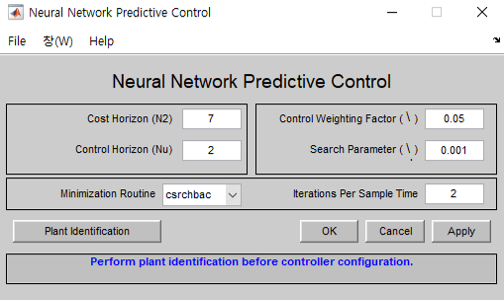 Neural Network Predictive Control
File 창(W) Help
Neural Network Predictive Control
Cost Horizon (N2) 7
Control Horizon (Nu) 2
Control Weighting Factor ( \ ) 0.05
Search Parameter ( \ ) 0.001
Minimization Routine csrchbac
Iterations Per Sample Time 2
Plant Identification OK Cancel Apply
Perform plant identification before controller configuration.